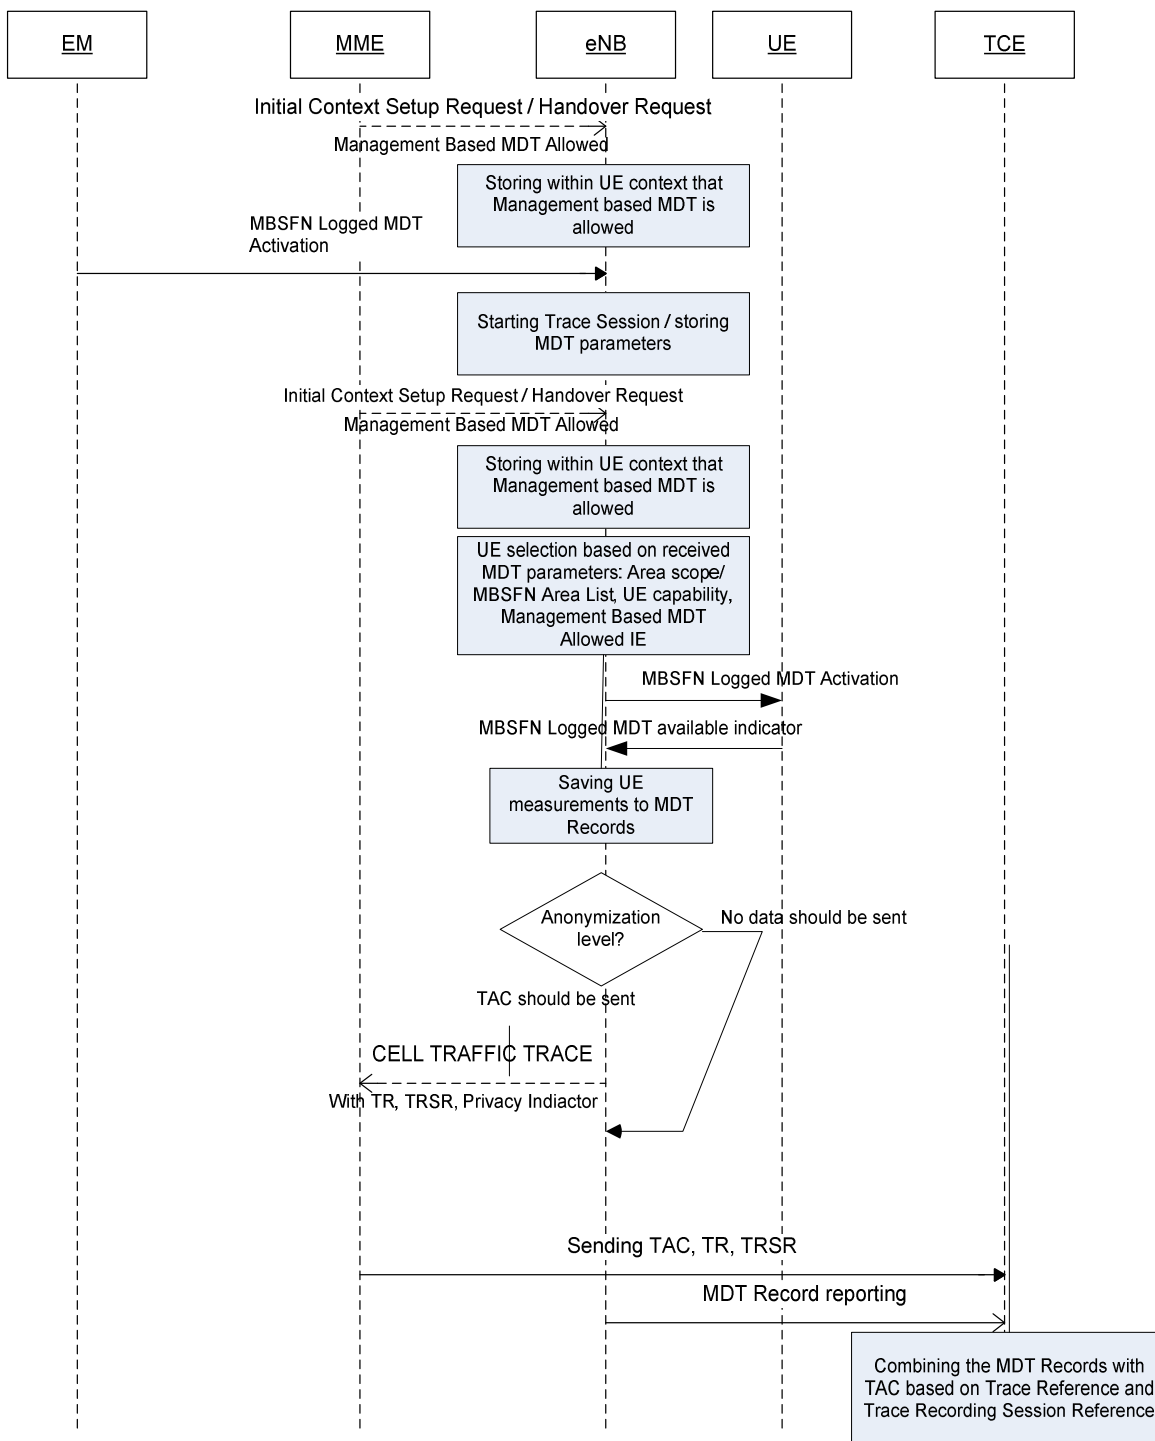 EM
MME
eNB
UE
TCE
Initial Context Setup Request / Handover Request
Management Based MDT Allowed
Storing within UE context that
Management based MDT is
allowed
MBSFN Logged MDT
Activation
Starting Trace Session / storing
MDT parameters
Initial Context Setup Request / Handover Request
Management Based MDT Allowed
Storing within UE context that
Management based MDT is
allowed
UE selection based on received
MDT parameters: Area scope/
MBSFN Area List, UE capability,
Management Based MDT
Allowed IE
MBSFN Logged MDT Activation
MBSFN Logged MDT available indicator
Saving UE
measurements to MDT
Records
Anonymization
level?
No data should be sent
TAC should be sent
CELL TRAFFIC TRACE
With TR, TRSR, Privacy Indiactor
Sending TAC, TR, TRSR
MDT Record reporting
Combining the MDT Records with
TAC based on Trace Reference and
Trace Recording Session Reference